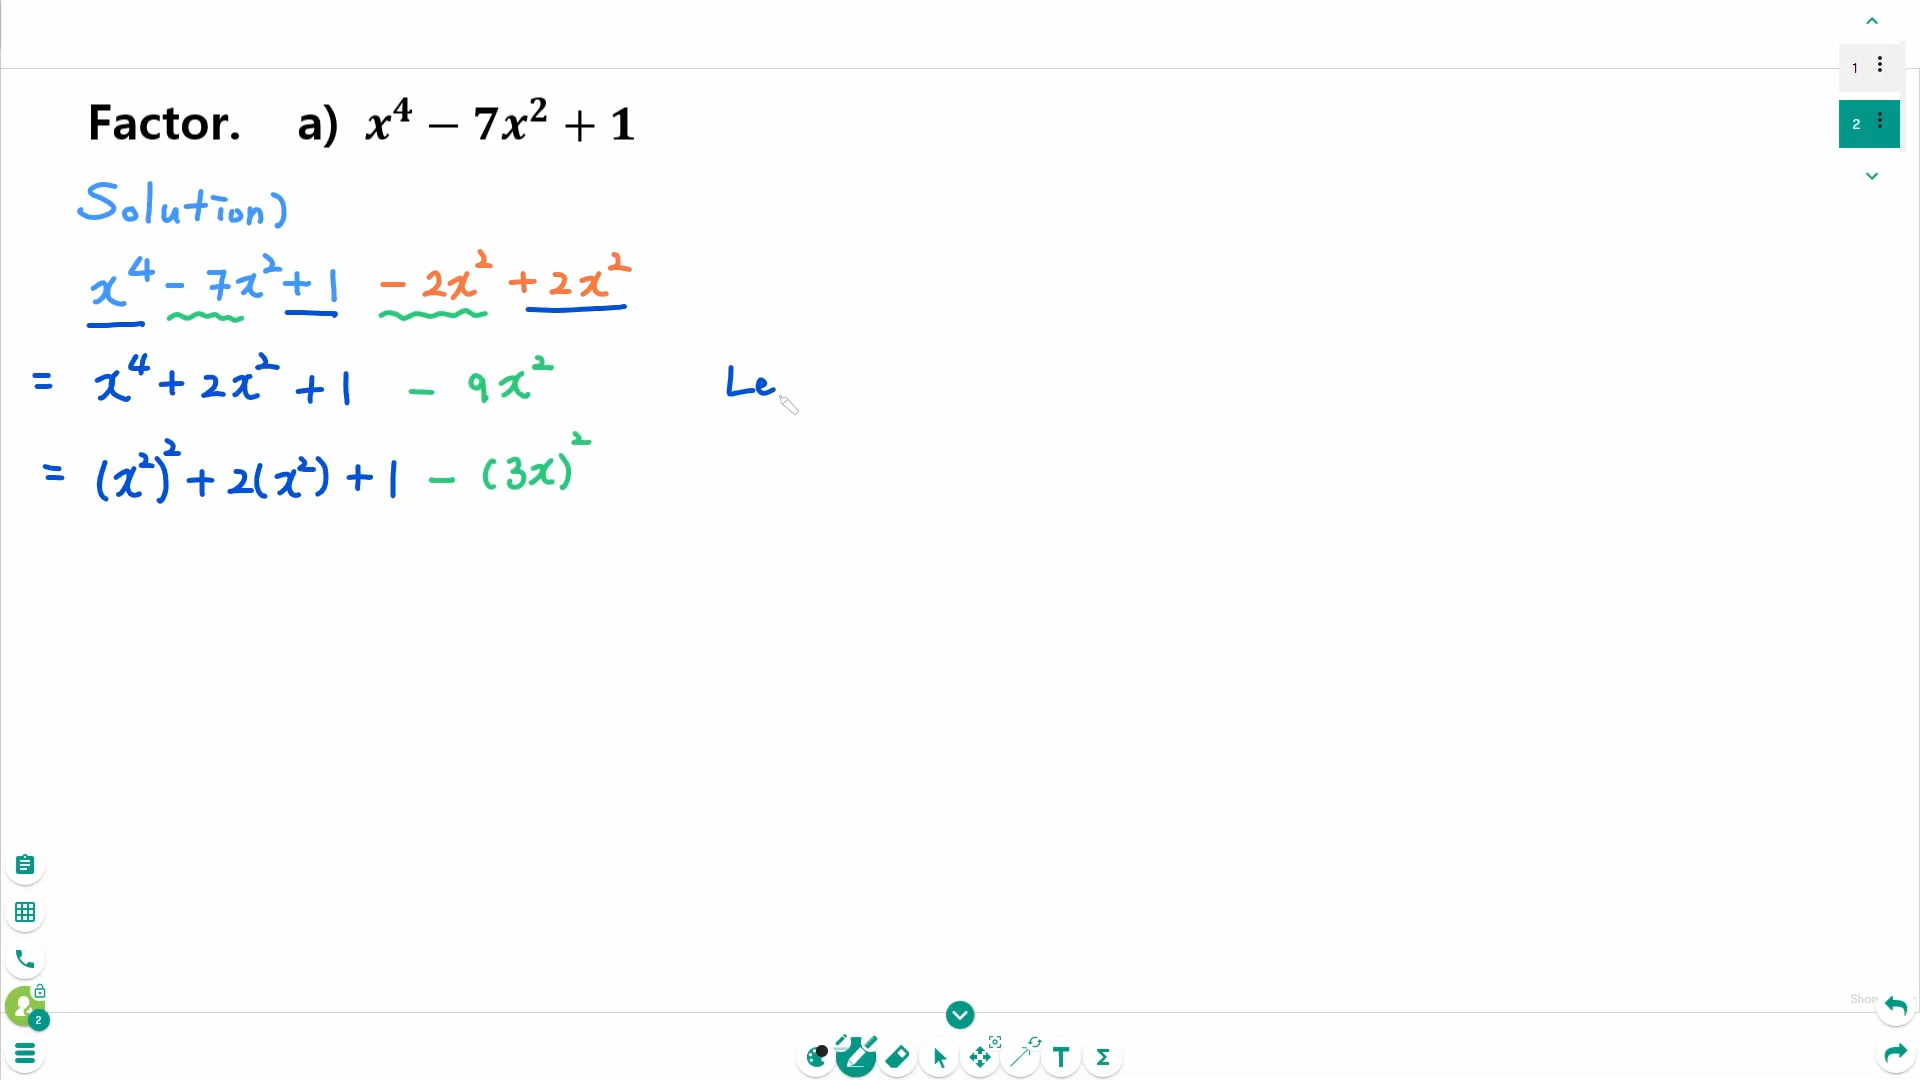 Factor. a) x⁴ − 7x² + 1
Solution)
x⁴ − 7x² + 1 − 2x² + 2x²
= x⁴ + 2x² + 1 − 9x²
Le
= (x²)² + 2(x²) + 1 − (3x)²
1
2
2
T
Σ